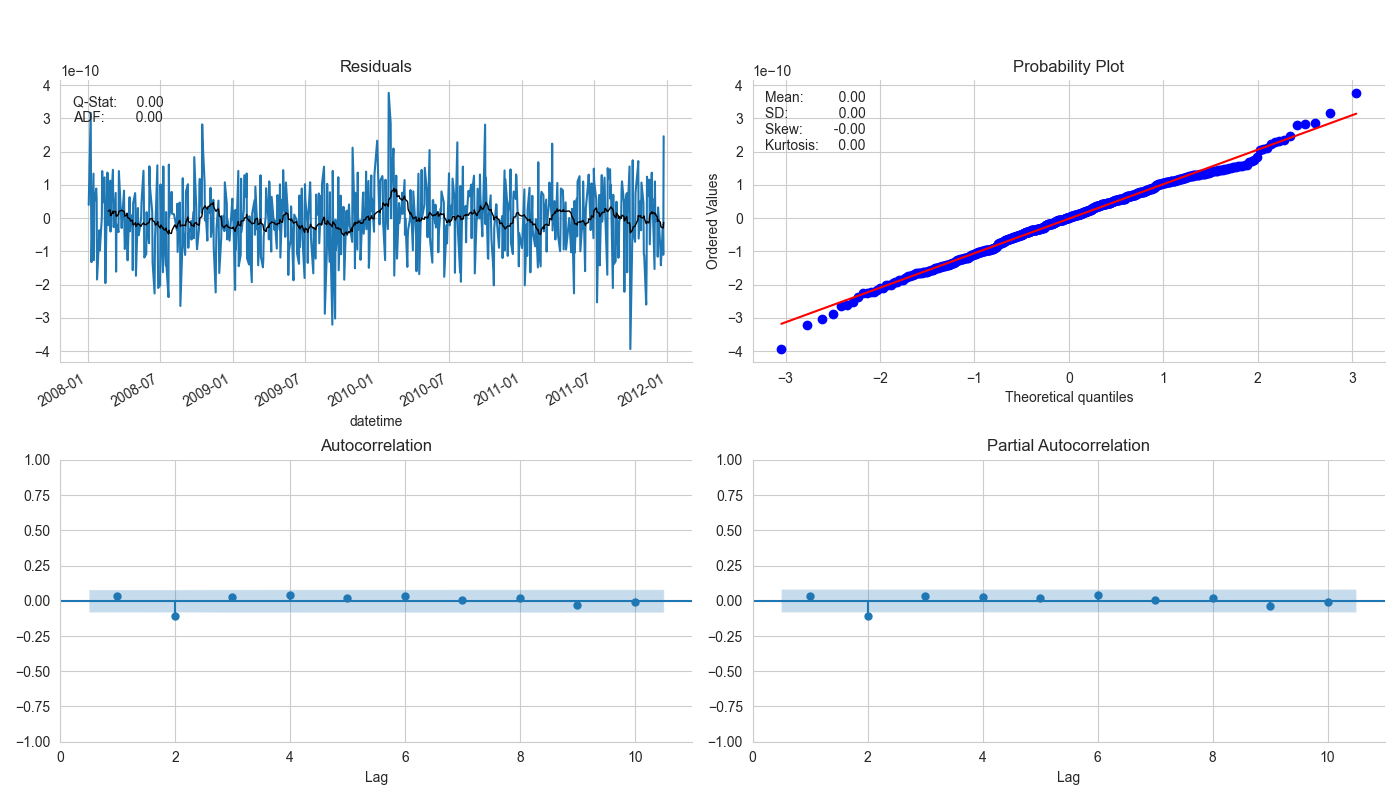 Residuals
1e−10
Q-Stat: 0.00
ADF: 0.00
4
3
2
1
0
−1
−2
−3
−4
2008-01
2008-07
2009-01
2009-07
2010-01
2010-07
2011-01
2011-07
2012-01
datetime
Probability Plot
1e−10
Mean: 0.00
SD: 0.00
Skew: -0.00
Kurtosis: 0.00
Ordered Values
4
3
2
1
0
−1
−2
−3
−4
−3 −2 −1 0 1 2 3
Theoretical quantiles
Autocorrelation
1.00
0.75
0.50
0.25
0.00
−0.25
−0.50
−0.75
−1.00
0 2 4 6 8 10
Lag
Partial Autocorrelation
1.00
0.75
0.50
0.25
0.00
−0.25
−0.50
−0.75
−1.00
0 2 4 6 8 10
Lag